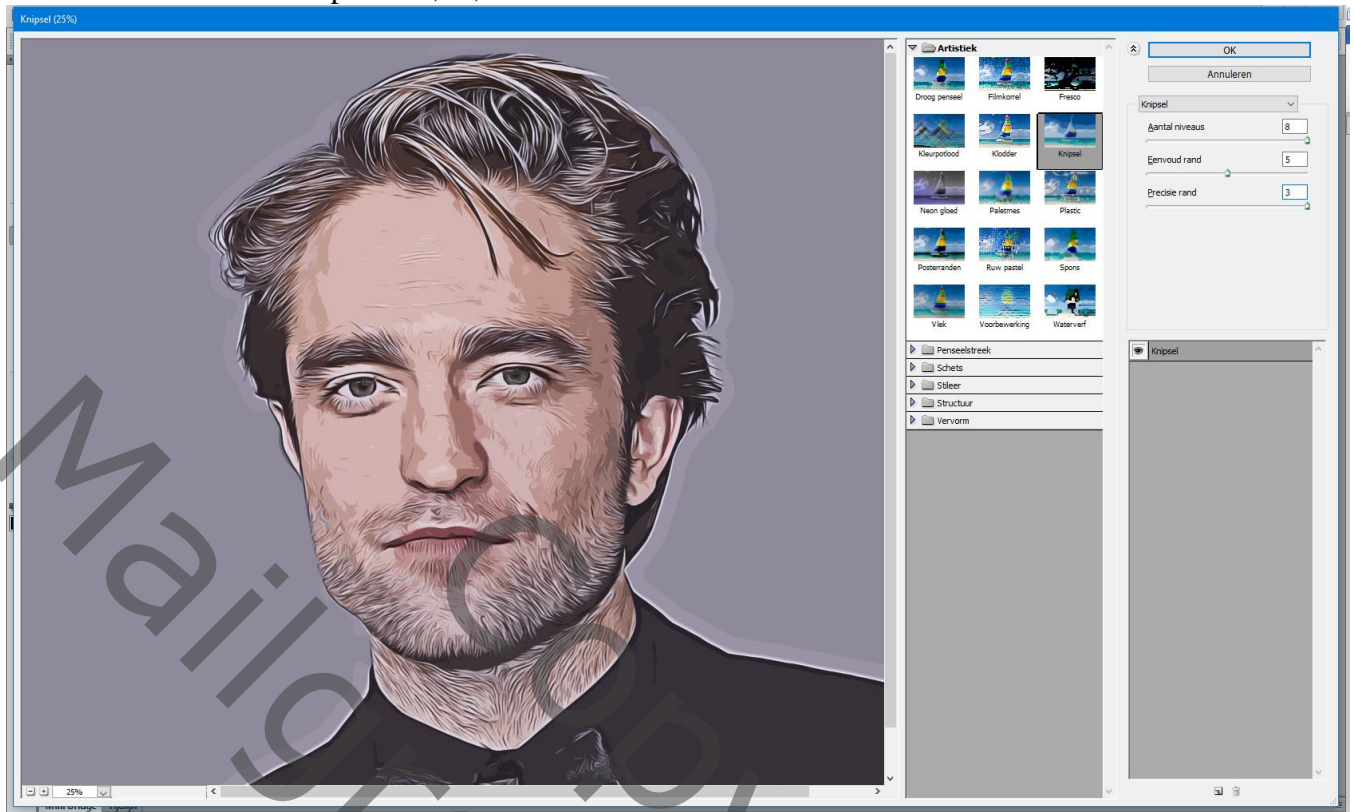 Knipsel (25%)
Artistiek
Droog penseel
Filmkorrel
Fresco
Kleurpotlood
Klodder
Knipsel
Neon gloed
Paletmes
Plastic
Posterranden
Ruw pastel
Spons
Vlek
Voorbewerking
Waterverf
Penseelstreek
Schets
Stileer
Structuur
Vervorm
OK
Annuleren
Knipsel
Aantal niveaus 8
Eenvoud rand 5
Precisie rand 3
Knipsel
25%